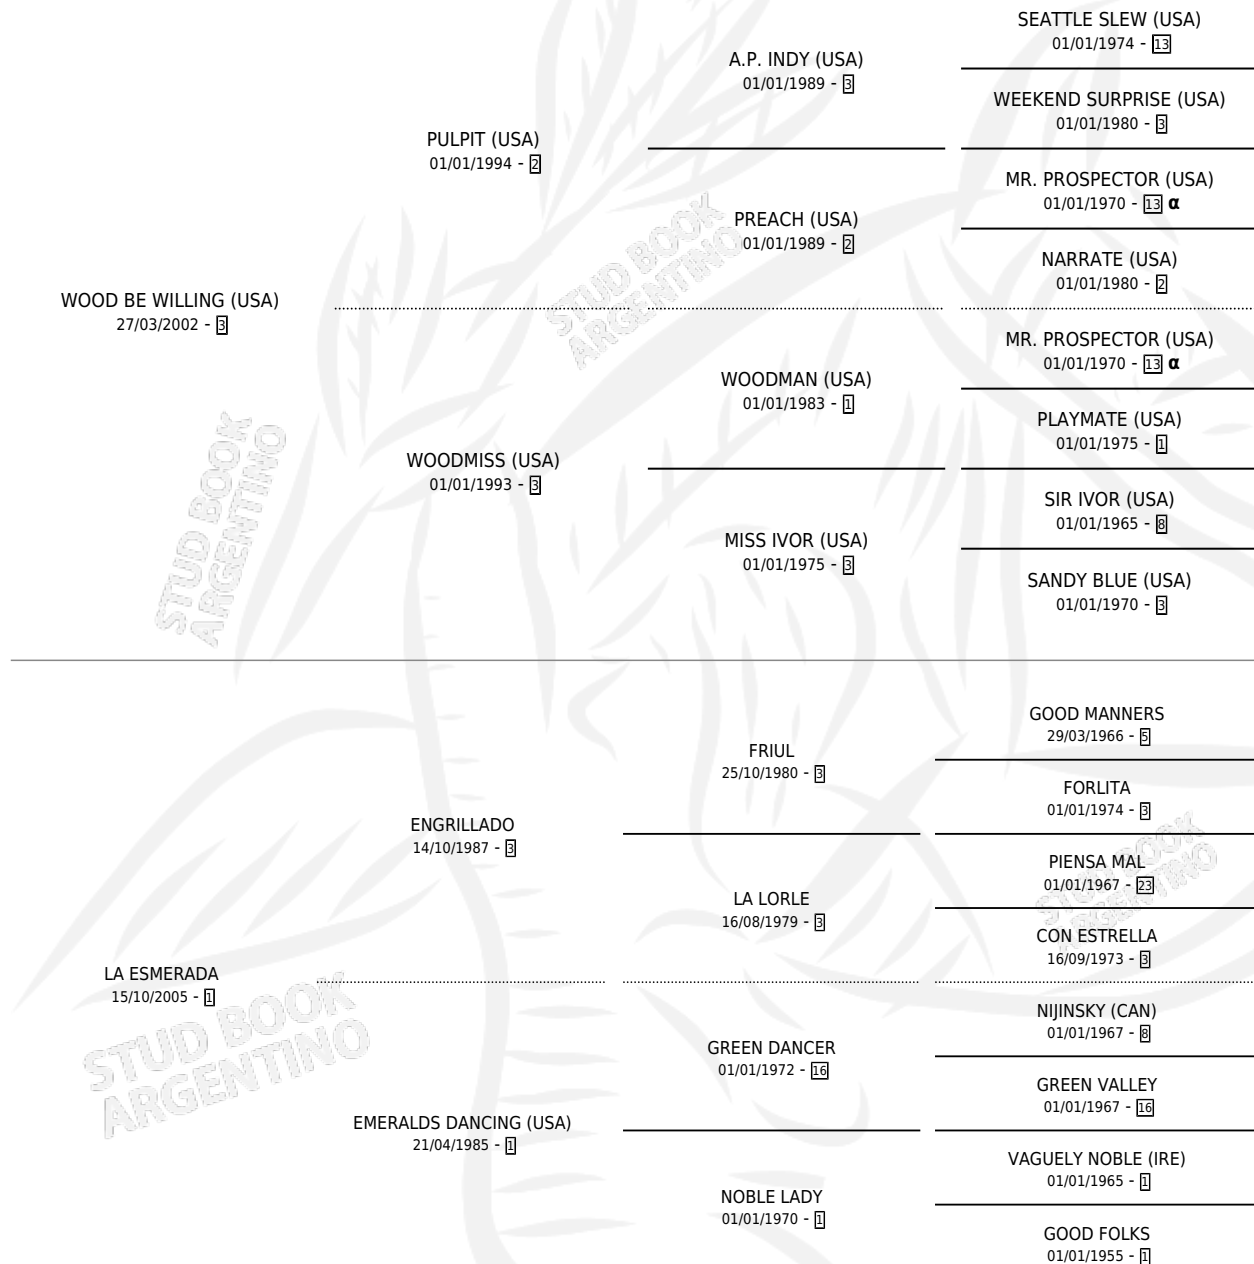 SEATTLE SLEW (USA)
01/01/1974 - 13
A.P. INDY (USA)
01/01/1989 - 3
WEEKEND SURPRISE (USA)
01/01/1980 - 3
PULPIT (USA)
01/01/1994 - 2
MR. PROSPECTOR (USA)
01/01/1970 - 13 α
PREACH (USA)
01/01/1989 - 2
NARRATE (USA)
01/01/1980 - 2
WOOD BE WILLING (USA)
27/03/2002 - 3
MR. PROSPECTOR (USA)
01/01/1970 - 13 α
WOODMAN (USA)
01/01/1983 - 1
PLAYMATE (USA)
01/01/1975 - 1
WOODMISS (USA)
01/01/1993 - 3
SIR IVOR (USA)
01/01/1965 - 8
MISS IVOR (USA)
01/01/1975 - 3
SANDY BLUE (USA)
01/01/1970 - 3
GOOD MANNERS
29/03/1966 - 5
FRIUL
25/10/1980 - 3
FORLITA
01/01/1974 - 3
ENGRILLADO
14/10/1987 - 3
PIENSA MAL
01/01/1967 - 23
LA LORLE
16/08/1979 - 3
CON ESTRELLA
16/09/1973 - 3
LA ESMERADA
15/10/2005 - 1
NIJINSKY (CAN)
01/01/1967 - 8
GREEN DANCER
01/01/1972 - 16
GREEN VALLEY
01/01/1967 - 16
EMERALDS DANCING (USA)
21/04/1985 - 1
VAGUELY NOBLE (IRE)
01/01/1965 - 1
NOBLE LADY
01/01/1970 - 1
GOOD FOLKS
01/01/1955 - 1
STUD BOOK
ARGENTINO
STUD BOOK
ARGENTINO
STUD BOOK
ARGENTINO
STUD BOOK
ARGENTINO